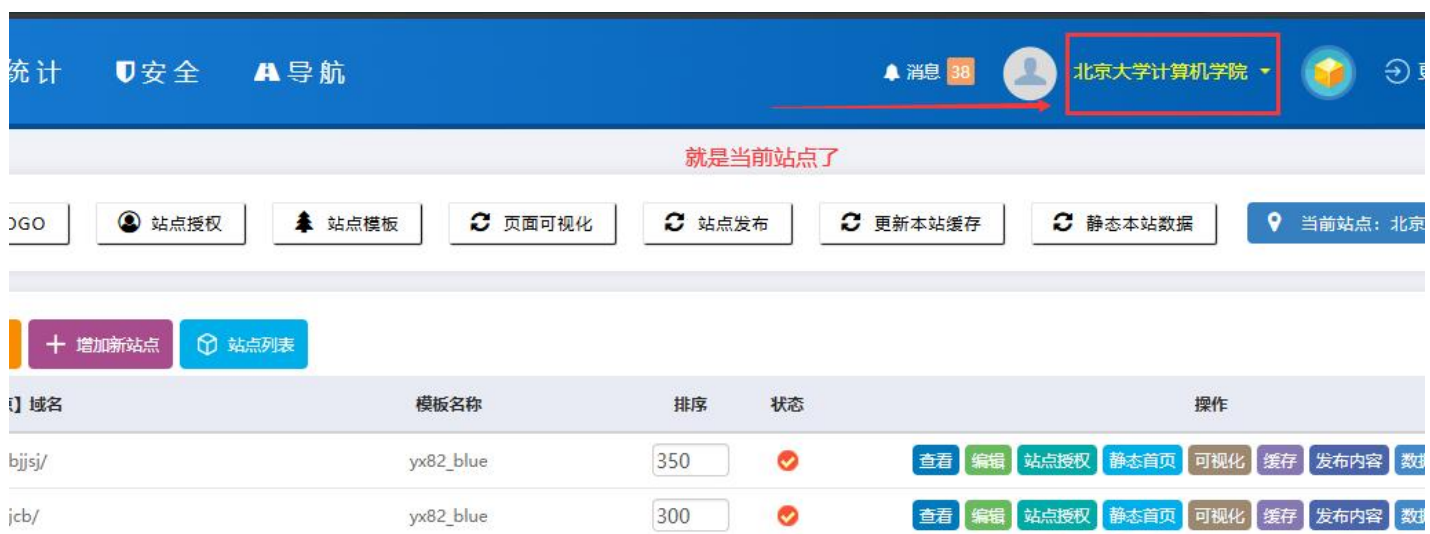 统计 安全 导航 消息 38 北京大学计算机学院
就是当前站点了
OGO 站点授权 站点模板 页面可视化 站点发布 更新本站缓存 静态本站数据 当前站点：北京
增加新站点 站点列表
】域名 模板名称 排序 状态 操作
bjjsj/ yx82_blue 350 查看 编辑 站点授权 静态首页 可视化 缓存 发布内容 数据
jcb/ yx82_blue 300 查看 编辑 站点授权 静态首页 可视化 缓存 发布内容 数据